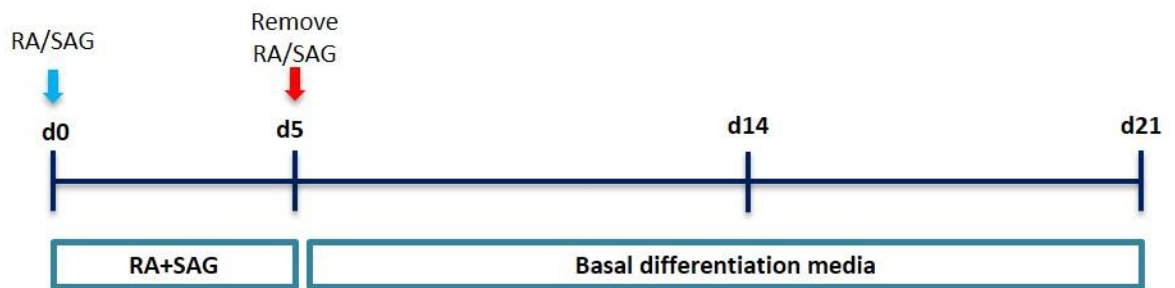 RA/SAG
Remove
RA/SAG
d0
d5
d14
d21
RA+SAG
Basal differentiation media